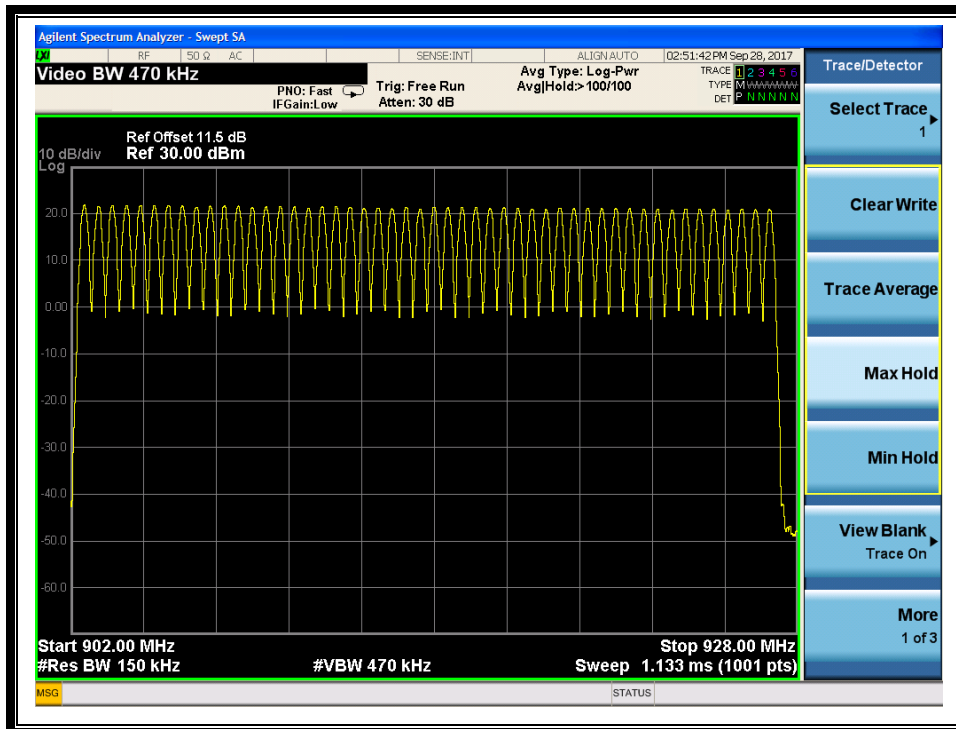 Agilent Spectrum Analyzer - Swept SA
LXI RF 50 Ω AC SENSE:INT ALIGN AUTO 02:51:42 PM Sep 28, 2017
Video BW 470 kHz
PNO: Fast
IFGain:Low
Trig: Free Run
Atten: 30 dB
Avg Type: Log-Pwr
Avg|Hold:>100/100
TRACE 1 2 3 4 5 6
TYPE M WWWWW
DET P N N N N N
Ref Offset 11.5 dB
10 dB/div Ref 30.00 dBm
Log
20.0
10.0
0.00
-10.0
-20.0
-30.0
-40.0
-50.0
-60.0
Start 902.00 MHz Stop 928.00 MHz
#Res BW 150 kHz #VBW 470 kHz Sweep 1.133 ms (1001 pts)
MSG STATUS
Trace/Detector
Select Trace
1
Clear Write
Trace Average
Max Hold
Min Hold
View Blank
Trace On
More
1 of 3